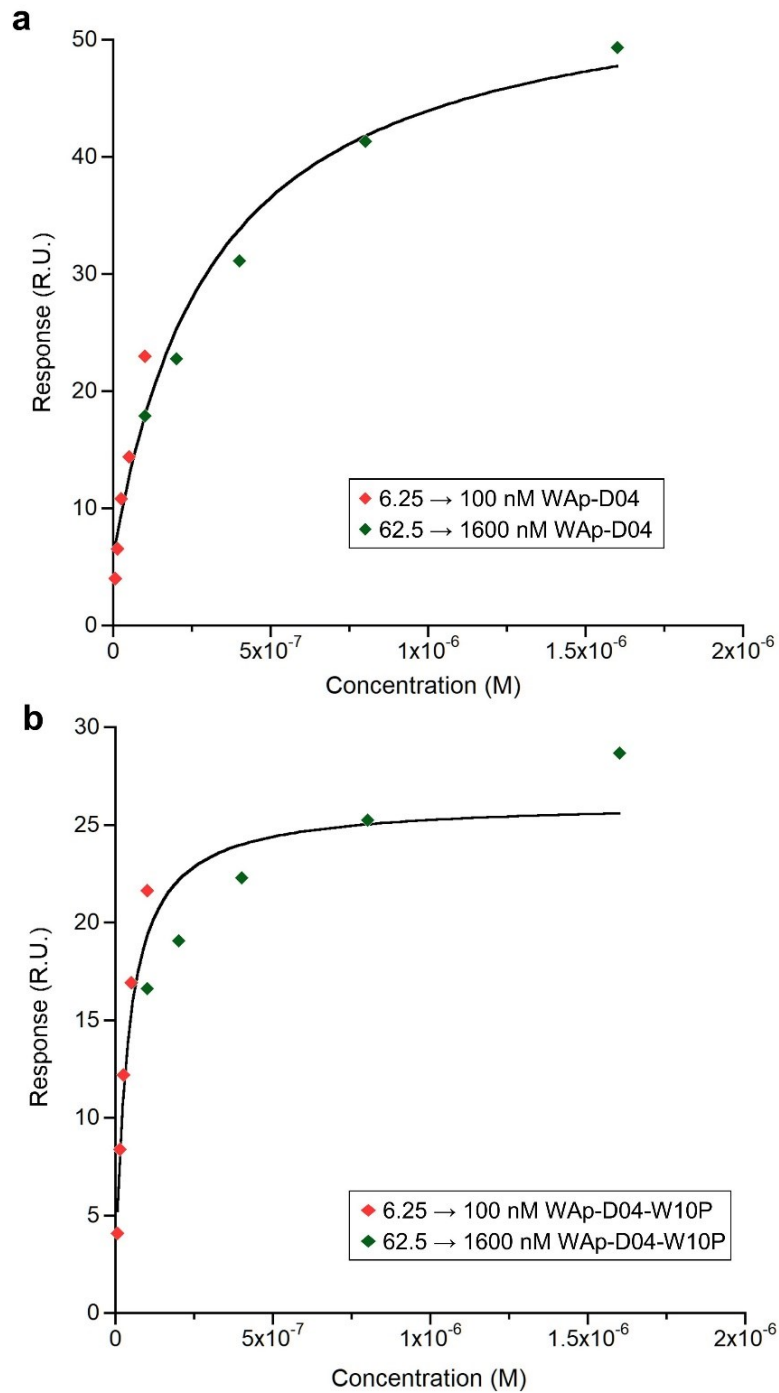 a
50
40
30
20
10
0
Response (R.U.)
6.25 → 100 nM WAp-D04
62.5 → 1600 nM WAp-D04
0 5x10⁻⁷ 1x10⁻⁶ 1.5x10⁻⁶ 2x10⁻⁶
Concentration (M)
b
30
25
20
15
10
5
0
Response (R.U.)
6.25 → 100 nM WAp-D04-W10P
62.5 → 1600 nM WAp-D04-W10P
0 5x10⁻⁷ 1x10⁻⁶ 1.5x10⁻⁶ 2x10⁻⁶
Concentration (M)